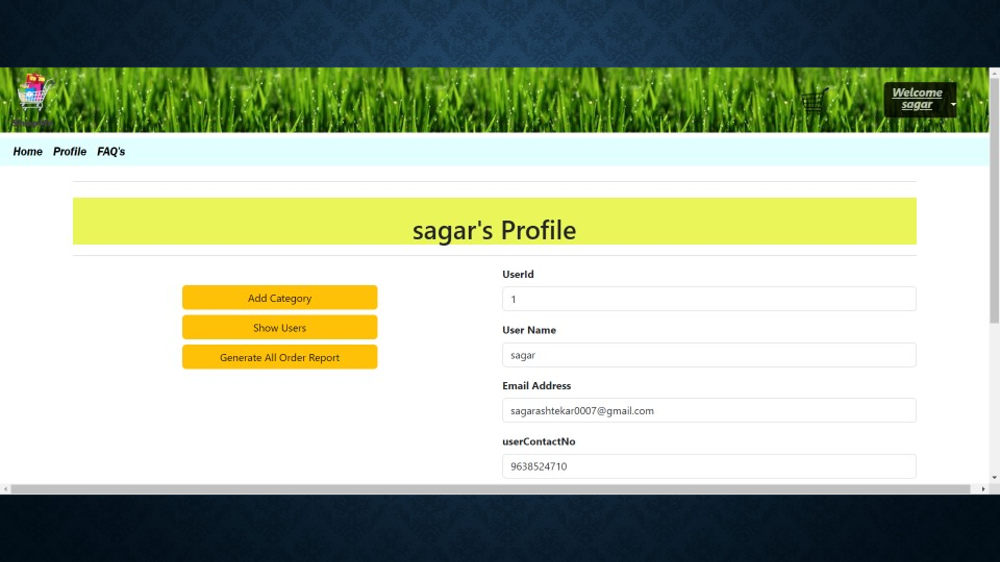 Welcome
sagar
Home Profile FAQ's
sagar's Profile
Add Category
Show Users
Generate All Order Report
UserId
1
User Name
sagar
Email Address
sagarashtekar0007@gmail.com
userContactNo
9638524710